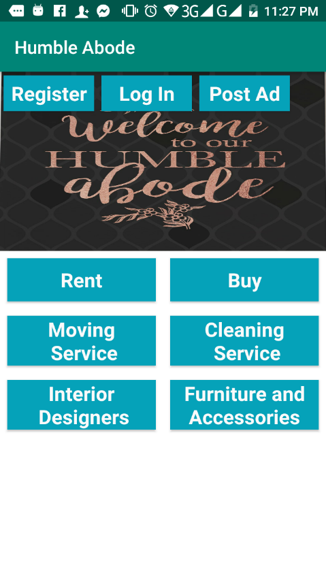 3G G 11:27 PM
Humble Abode
Register Log In Post Ad
Welcome
to our
HUMBLE
abode
Rent Buy
Moving Cleaning
Service Service
Interior Furniture and
Designers Accessories